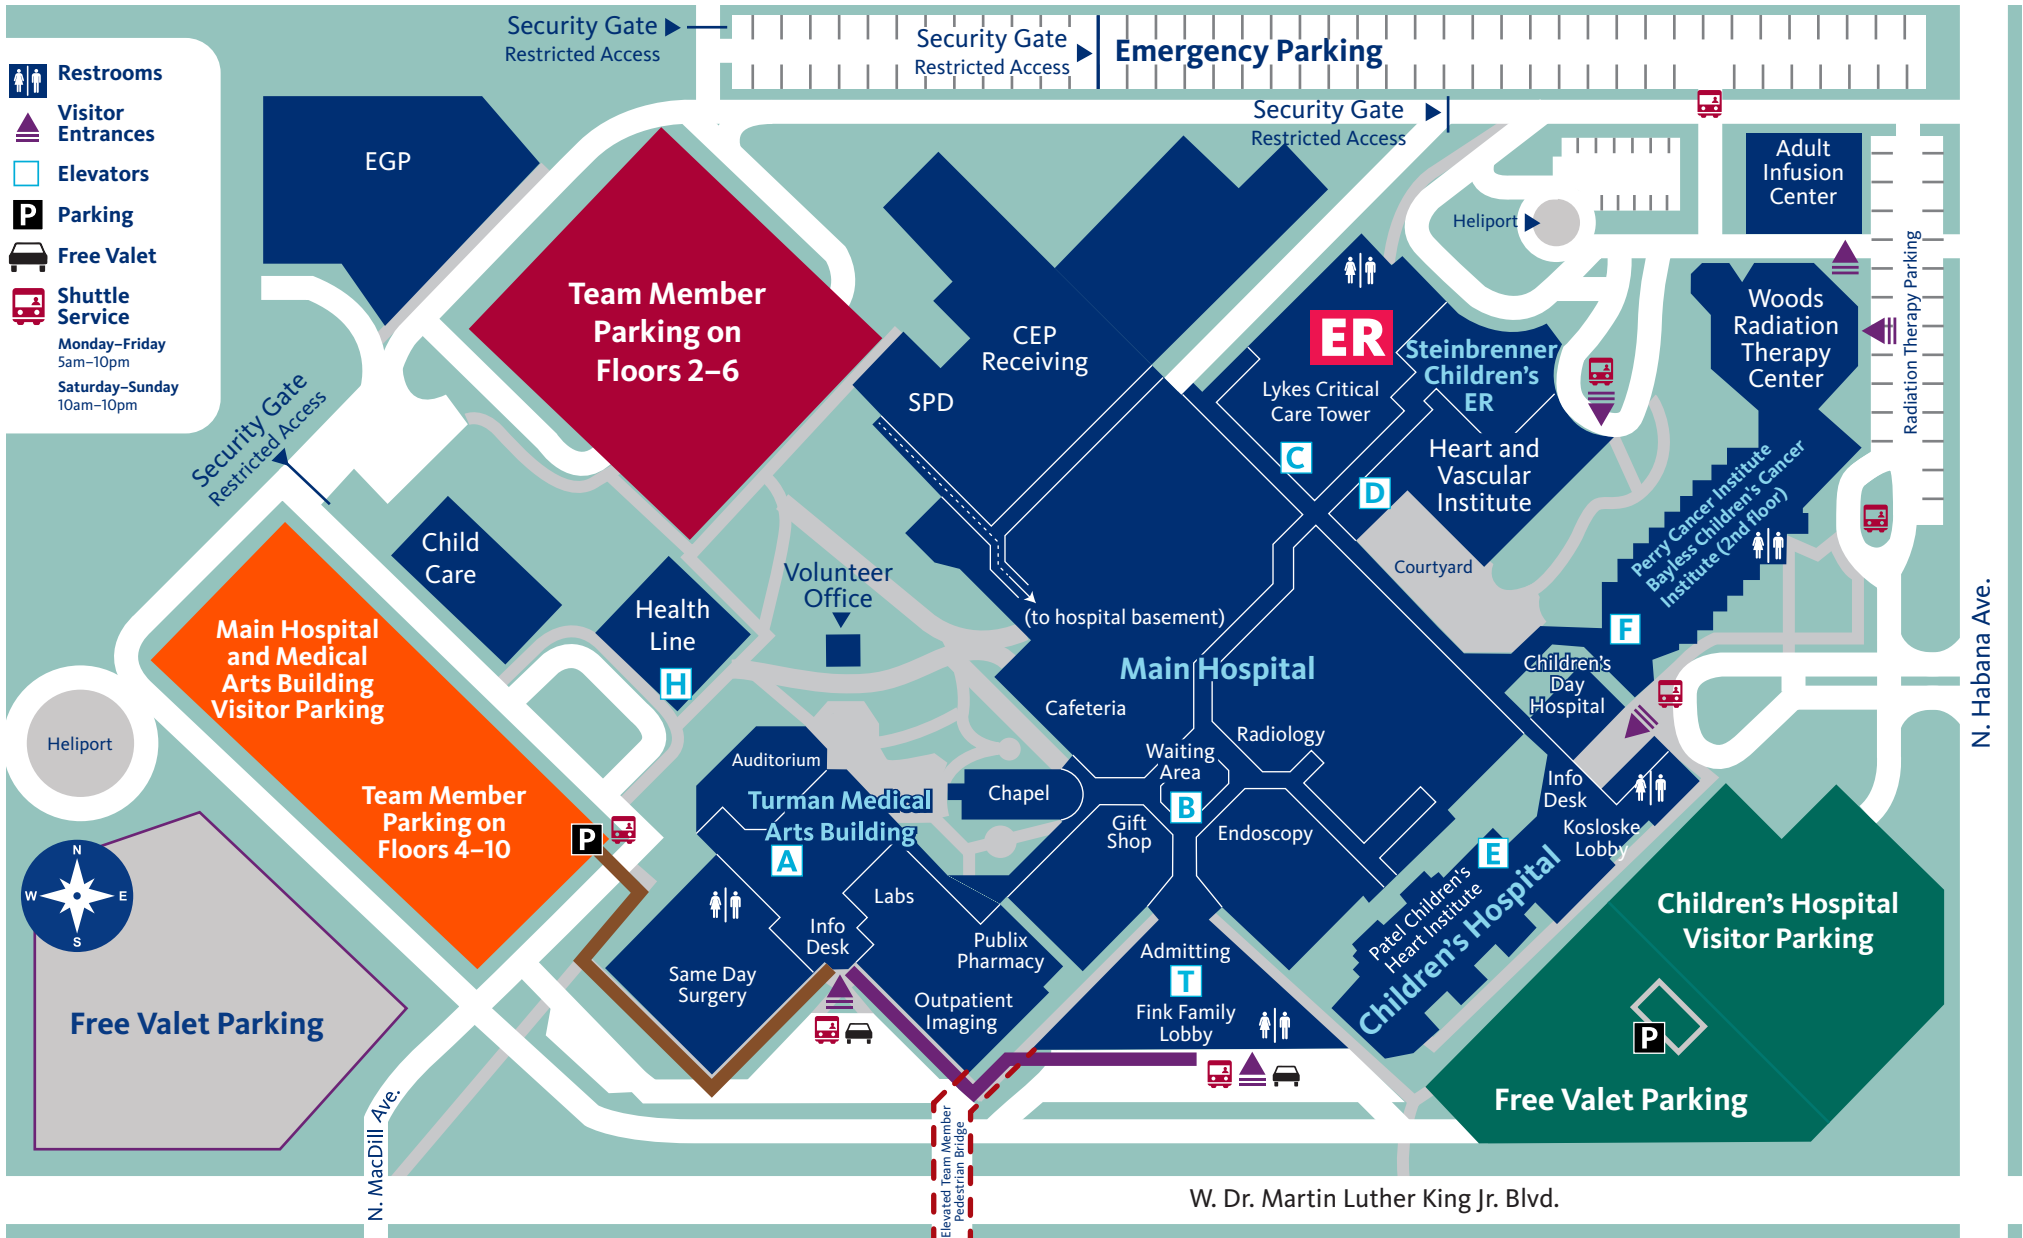 Restrooms
Visitor
Entrances
Elevators
P
Parking
Free Valet
Shuttle
Service
Monday–Friday
5am–10pm
Saturday–Sunday
10am–10pm
Security Gate
Restricted Access
Security Gate
Restricted Access
Emergency Parking
Security Gate
Restricted Access
EGP
Team Member
Parking on
Floors 2–6
CEP
Receiving
SPD
ER
Lykes Critical
Care Tower
C
Steinbrenner
Children's
ER
D
Heart and
Vascular
Institute
Heliport
Adult
Infusion
Center
Woods
Radiation
Therapy
Center
Radiation Therapy Parking
Perry Cancer Institute
Bayless Children's Cancer
Institute (2nd floor)
F
Courtyard
Children's
Day
Hospital
N. Habana Ave.
Security Gate
Restricted Access
Child
Care
Health
Line
H
Volunteer
Office
(to hospital basement)
Main Hospital
Cafeteria
Waiting
Area
B
Radiology
Gift
Shop
Endoscopy
Chapel
Main Hospital
and Medical
Arts Building
Visitor Parking
Team Member
Parking on
Floors 4–10
P
Heliport
N
W
E
S
Free Valet Parking
Auditorium
Turman Medical
Arts Building
A
Labs
Info
Desk
Same Day
Surgery
Publix
Pharmacy
Outpatient
Imaging
Admitting
T
Fink Family
Lobby
Info
Desk
Kosloske
Lobby
E
Patel Children's
Heart Institute
Children's Hospital
Children's Hospital
Visitor Parking
P
Free Valet Parking
N. MacDill Ave.
Elevated Team Member
Pedestrian Bridge
W. Dr. Martin Luther King Jr. Blvd.